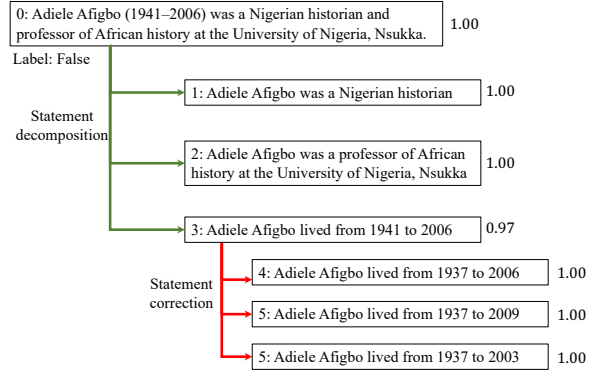 0: Adiele Afigbo (1941–2006) was a Nigerian historian and
professor of African history at the University of Nigeria, Nsukka.
1.00
Label: False
Statement
decomposition
1: Adiele Afigbo was a Nigerian historian
1.00
2: Adiele Afigbo was a professor of African
history at the University of Nigeria, Nsukka
1.00
3: Adiele Afigbo lived from 1941 to 2006
0.97
Statement
correction
4: Adiele Afigbo lived from 1937 to 2006
1.00
5: Adiele Afigbo lived from 1937 to 2009
1.00
5: Adiele Afigbo lived from 1937 to 2003
1.00